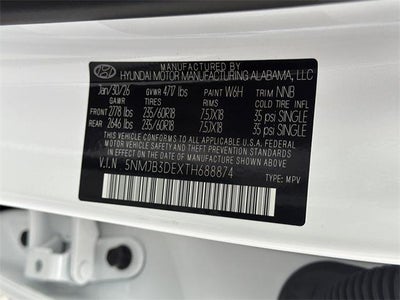 MANUFACTURED BY
HYUNDAI MOTOR MANUFACTURING ALABAMA, LLC
Jan/30/26 GVWR 4717 lbs PAINT W6H TRIM NNB
GAWR TIRES RIMS COLD TIRE
FRONT 2778 lbs 235/60R18 7.5JX18 35 psi SINGLE
REAR 2646 lbs 235/60R18 7.5JX18 35 psi SINGLE
THIS VEHICLE CONFORMS TO ALL APPLICABLE U.S.A. FEDERAL
MOTOR VEHICLE SAFETY, BUMPER, AND THEFT PREVENTION STANDARDS
IN EFFECT ON THE DATE OF MANUFACTURE SHOWN ABOVE.
V.I.N 5NMJB3DEXTH688874 TYPE: MPV